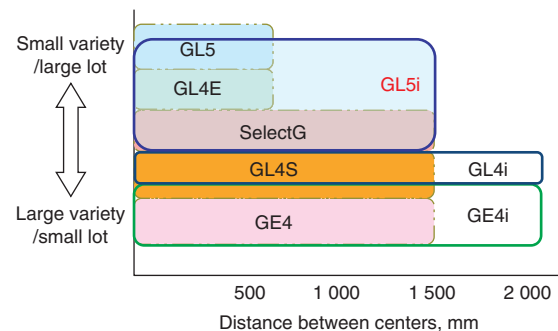 Small variety
/large lot
GL5
GL4E
GL5i
SelectG
GL4S
GL4i
Large variety
/small lot
GE4
GE4i
500
1 000
1 500
2 000
Distance between centers, mm